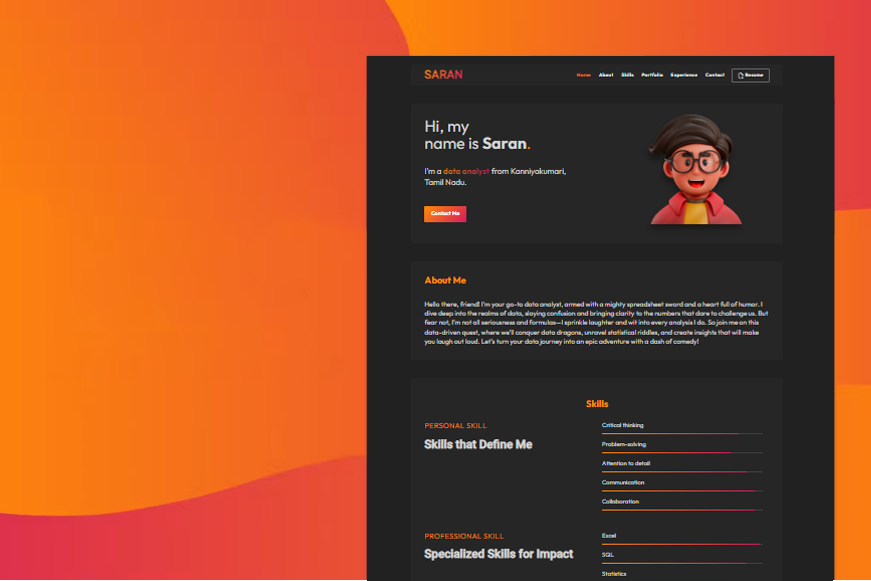 SARAN
Home About Skills Portfolio Experience Contact Resume
Hi, my
name is Saran.
I'm a data analyst from Kanniyakumari,
Tamil Nadu.
Contact Me
About Me
Hello there, friend! I'm your go-to data analyst, armed with a mighty spreadsheet sword and a heart full of humor. I
dive deep into the realms of data, slaying confusion and bringing clarity to the numbers that dare to challenge us. But
fear not, I'm not all seriousness and formulas—I sprinkle laughter and wit into every analysis I do. So join me on this
data-driven quest, where we'll conquer data dragons, unravel statistical riddles, and create insights that will make
you laugh out loud. Let's turn your data journey into an epic adventure with a dash of comedy!
Skills
PERSONAL SKILL
Skills that Define Me
Critical thinking
Problem-solving
Attention to detail
Communication
Collaboration
PROFESSIONAL SKILL
Specialized Skills for Impact
Excel
SQL
Statistics